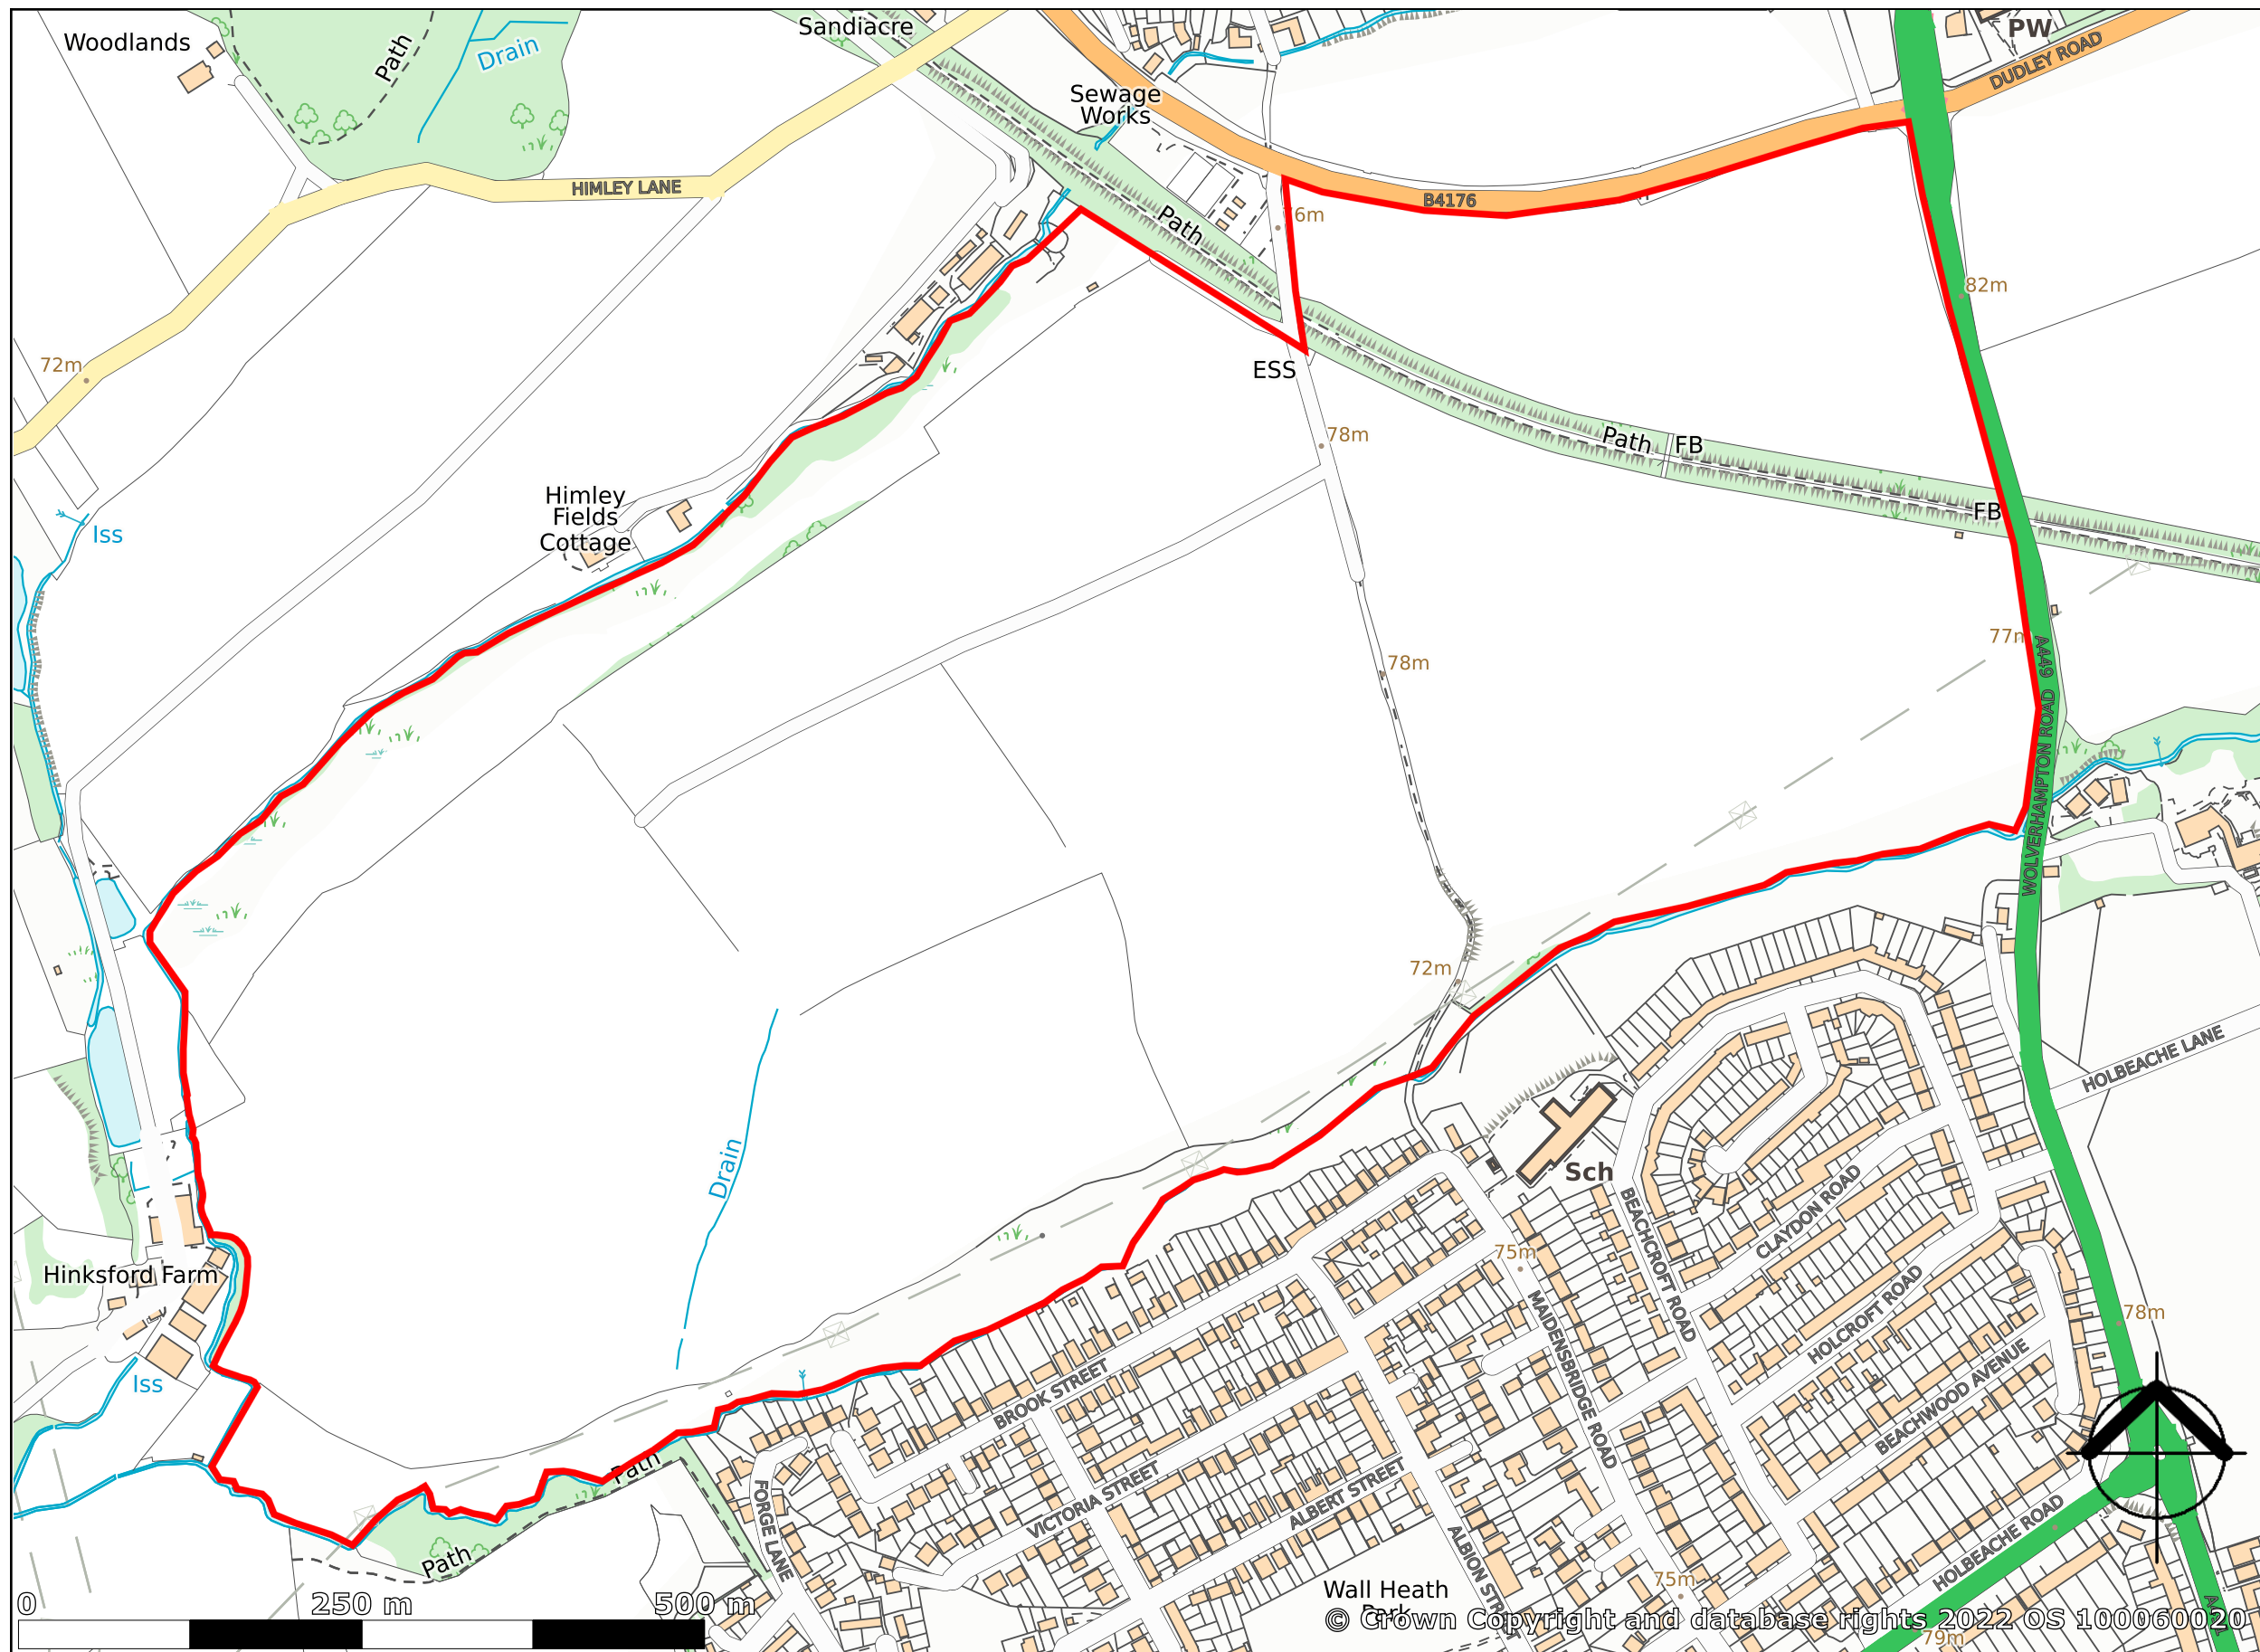 Sandiacre
PW
Woodlands
Path
Drain
DUDLEY ROAD
Sewage
Works
HIMLEY LANE
B4176
6m
Path
82m
72m
ESS
78m
Path
FB
Himley
Fields
Cottage
FB
Iss
77m
78m
WOLVERHAMPTON ROAD A449
72m
HOLBEACHE LANE
Drain
Sch
BEACHCROFT ROAD
CLAYDON ROAD
75m
Hinksford Farm
MAIDENSBRIDGE ROAD
HOLCROFT ROAD
78m
Iss
BROOK STREET
BEACHWOOD AVENUE
Path
FORGE LANE
VICTORIA STREET
ALBERT STREET
ALBION STREET
HOLBEACHE ROAD
Path
75m
Wall Heath
Park
0 250 m 500 m
© Crown Copyright and database rights 2022 OS 100060020
79m